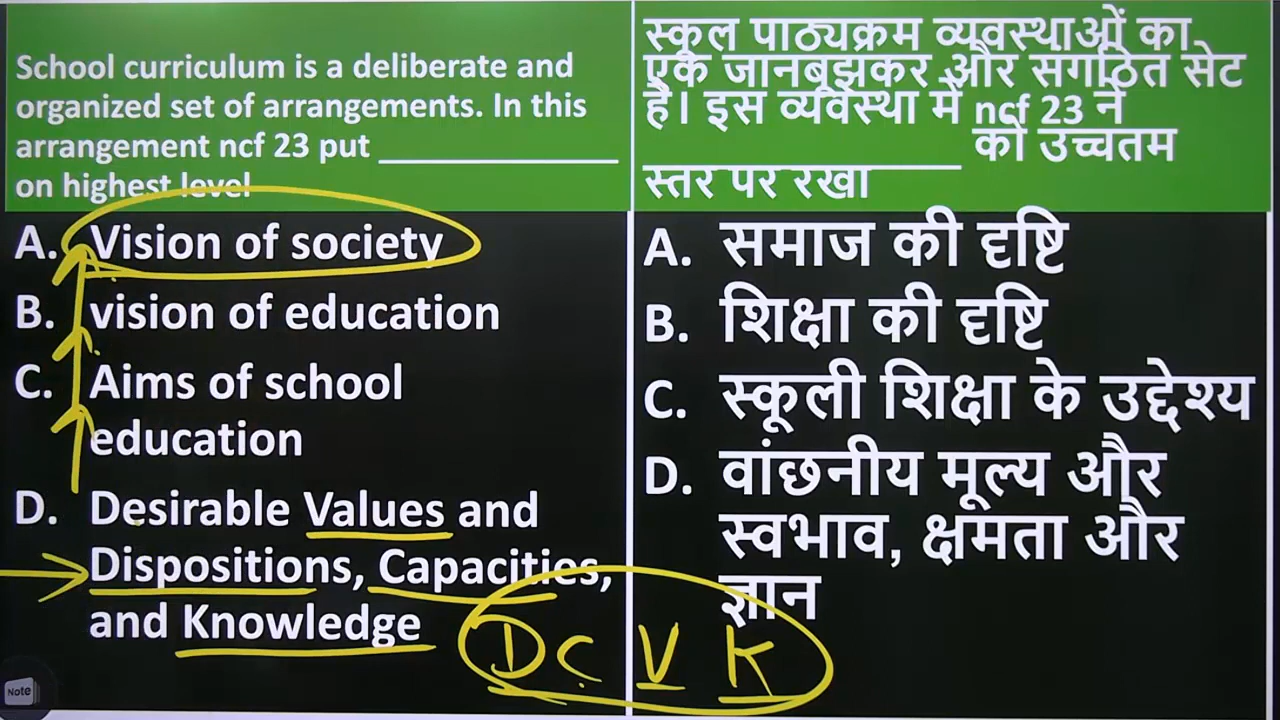 School curriculum is a deliberate and
organized set of arrangements. In this
arrangement ncf 23 put ____________
on highest level
A. Vision of society
B. vision of education
C. Aims of school
education
D. Desirable Values and
Dispositions, Capacities,
and Knowledge
स्कूल पाठ्यक्रम व्यवस्थाओं का
एक जानबूझकर और संगठित सेट
है। इस व्यवस्था में ncf 23 ने
________________ को उच्चतम
स्तर पर रखा
A. समाज की दृष्टि
B. शिक्षा की दृष्टि
C. स्कूली शिक्षा के उद्देश्य
D. वांछनीय मूल्य और
स्वभाव, क्षमता और
ज्ञान
D C V K
Note